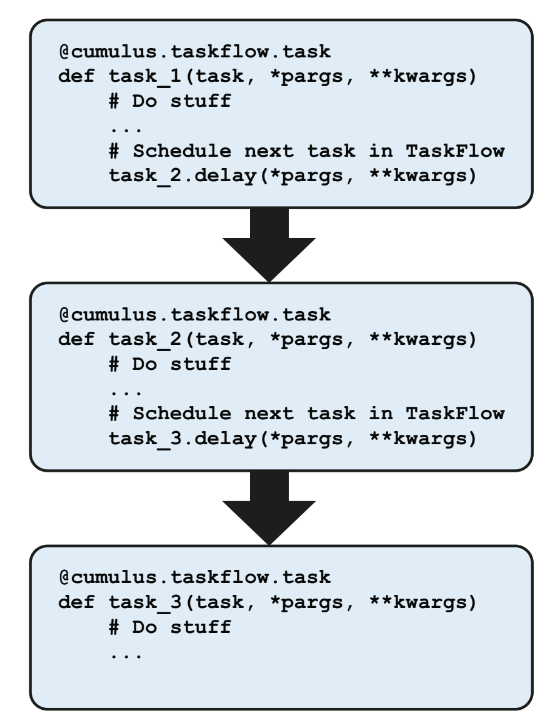 @cumulus.taskflow.task
def task_1(task, *pargs, **kwargs)
    # Do stuff
    ...
    # Schedule next task in TaskFlow
    task_2.delay(*pargs, **kwargs)
@cumulus.taskflow.task
def task_2(task, *pargs, **kwargs)
    # Do stuff
    ...
    # Schedule next task in TaskFlow
    task_3.delay(*pargs, **kwargs)
@cumulus.taskflow.task
def task_3(task, *pargs, **kwargs)
    # Do stuff
    ...